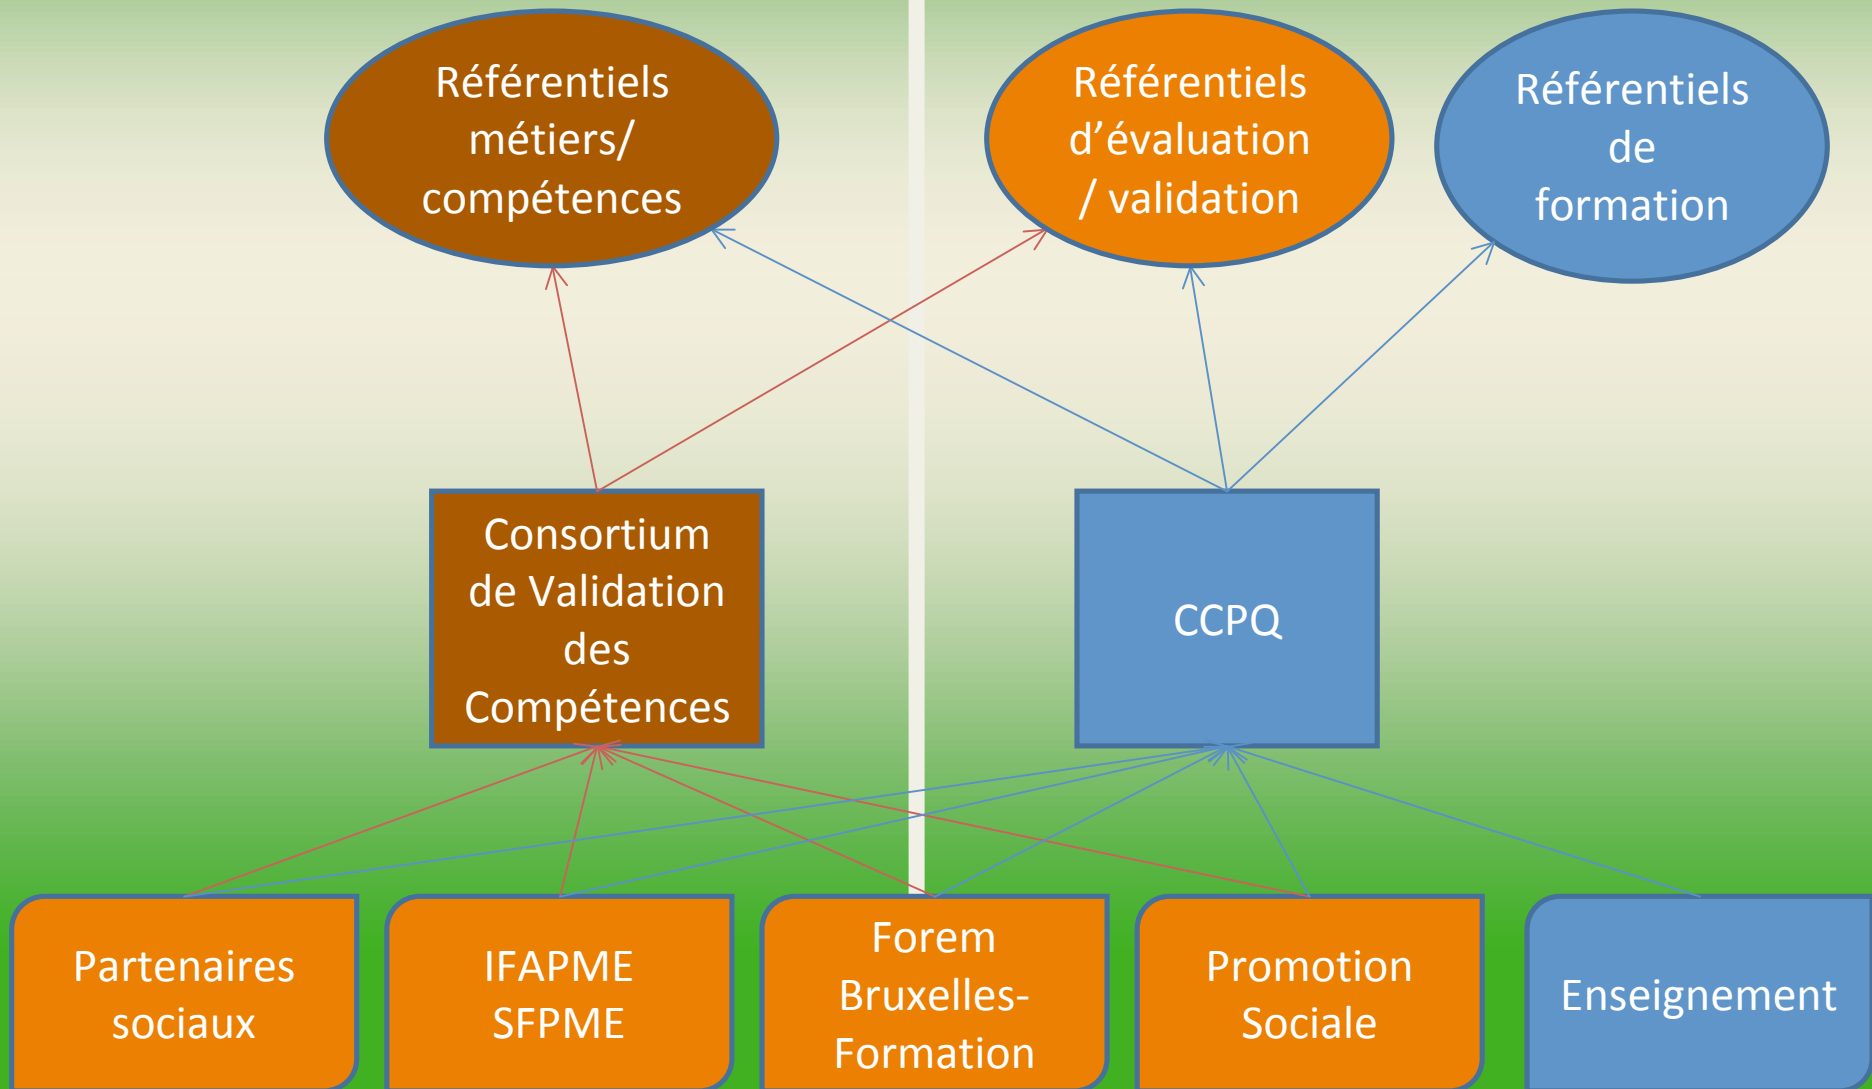 Référentiels
métiers/
compétences
Référentiels
d’évaluation
/ validation
Référentiels
de
formation
Consortium
de Validation
des
Compétences
CCPQ
Partenaires
sociaux
IFAPME
SFPME
Forem
Bruxelles-
Formation
Promotion
Sociale
Enseignement